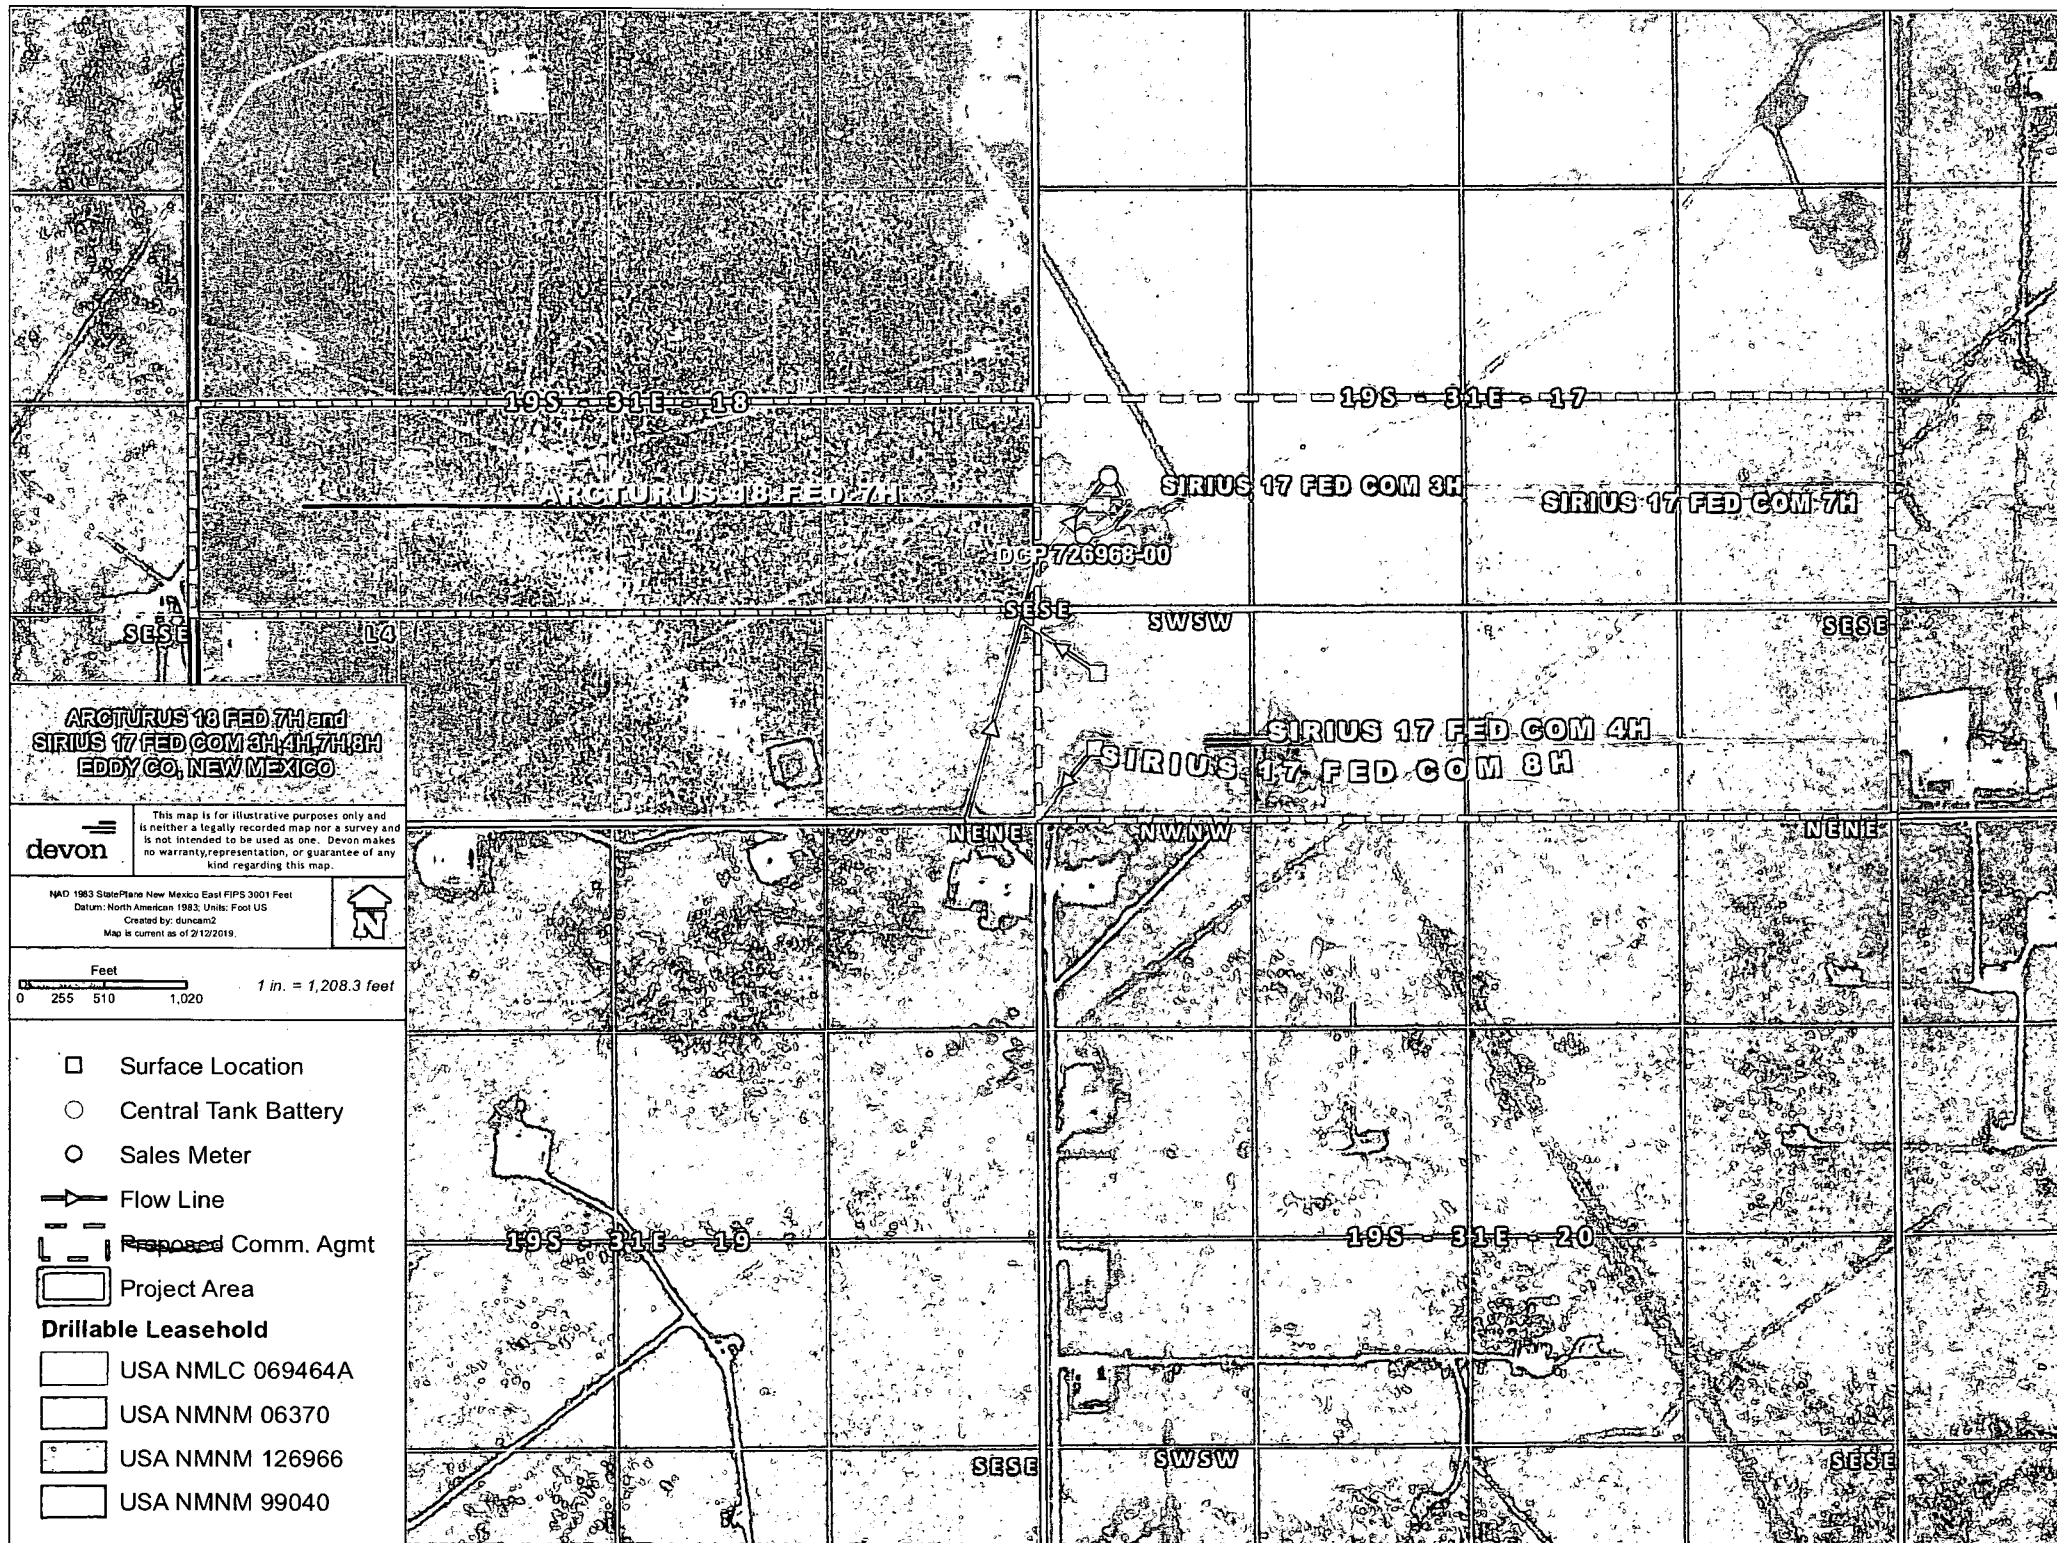 19S - 31E - 18
19S - 31E - 17
ARCTURUS 18 FED 7H
SIRIUS 17 FED COM 3H
SIRIUS 17 FED COM 7H
DCP 726968-00
SESE
SWSW
SESE
L4
SESE
ARCTURUS 18 FED 7H and
SIRIUS 17 FED COM 3H,4H,7H,8H
EDDY CO, NEW MEXICO
SIRIUS 17 FED COM 4H
SIRIUS 17 FED COM 8H
devon
This map is for illustrative purposes only and
is neither a legally recorded map nor a survey and
is not intended to be used as one. Devon makes
no warranty,representation, or guarantee of any
kind regarding this map.
NENE
NWNW
NENE
NAD 1983 StatePlane New Mexico East FIPS 3001 Feet
Datum: North American 1983; Units: Foot US
Created by: duncam2
Map is current as of 2/12/2019.
N
Feet
0 255 510 1,020
1 in. = 1,208.3 feet
Surface Location
Central Tank Battery
Sales Meter
Flow Line
Proposed Comm. Agmt
Project Area
Drillable Leasehold
USA NMLC 069464A
USA NMNM 06370
USA NMNM 126966
USA NMNM 99040
19S - 31E - 19
19S - 31E - 20
SESE
SWSW
SESE